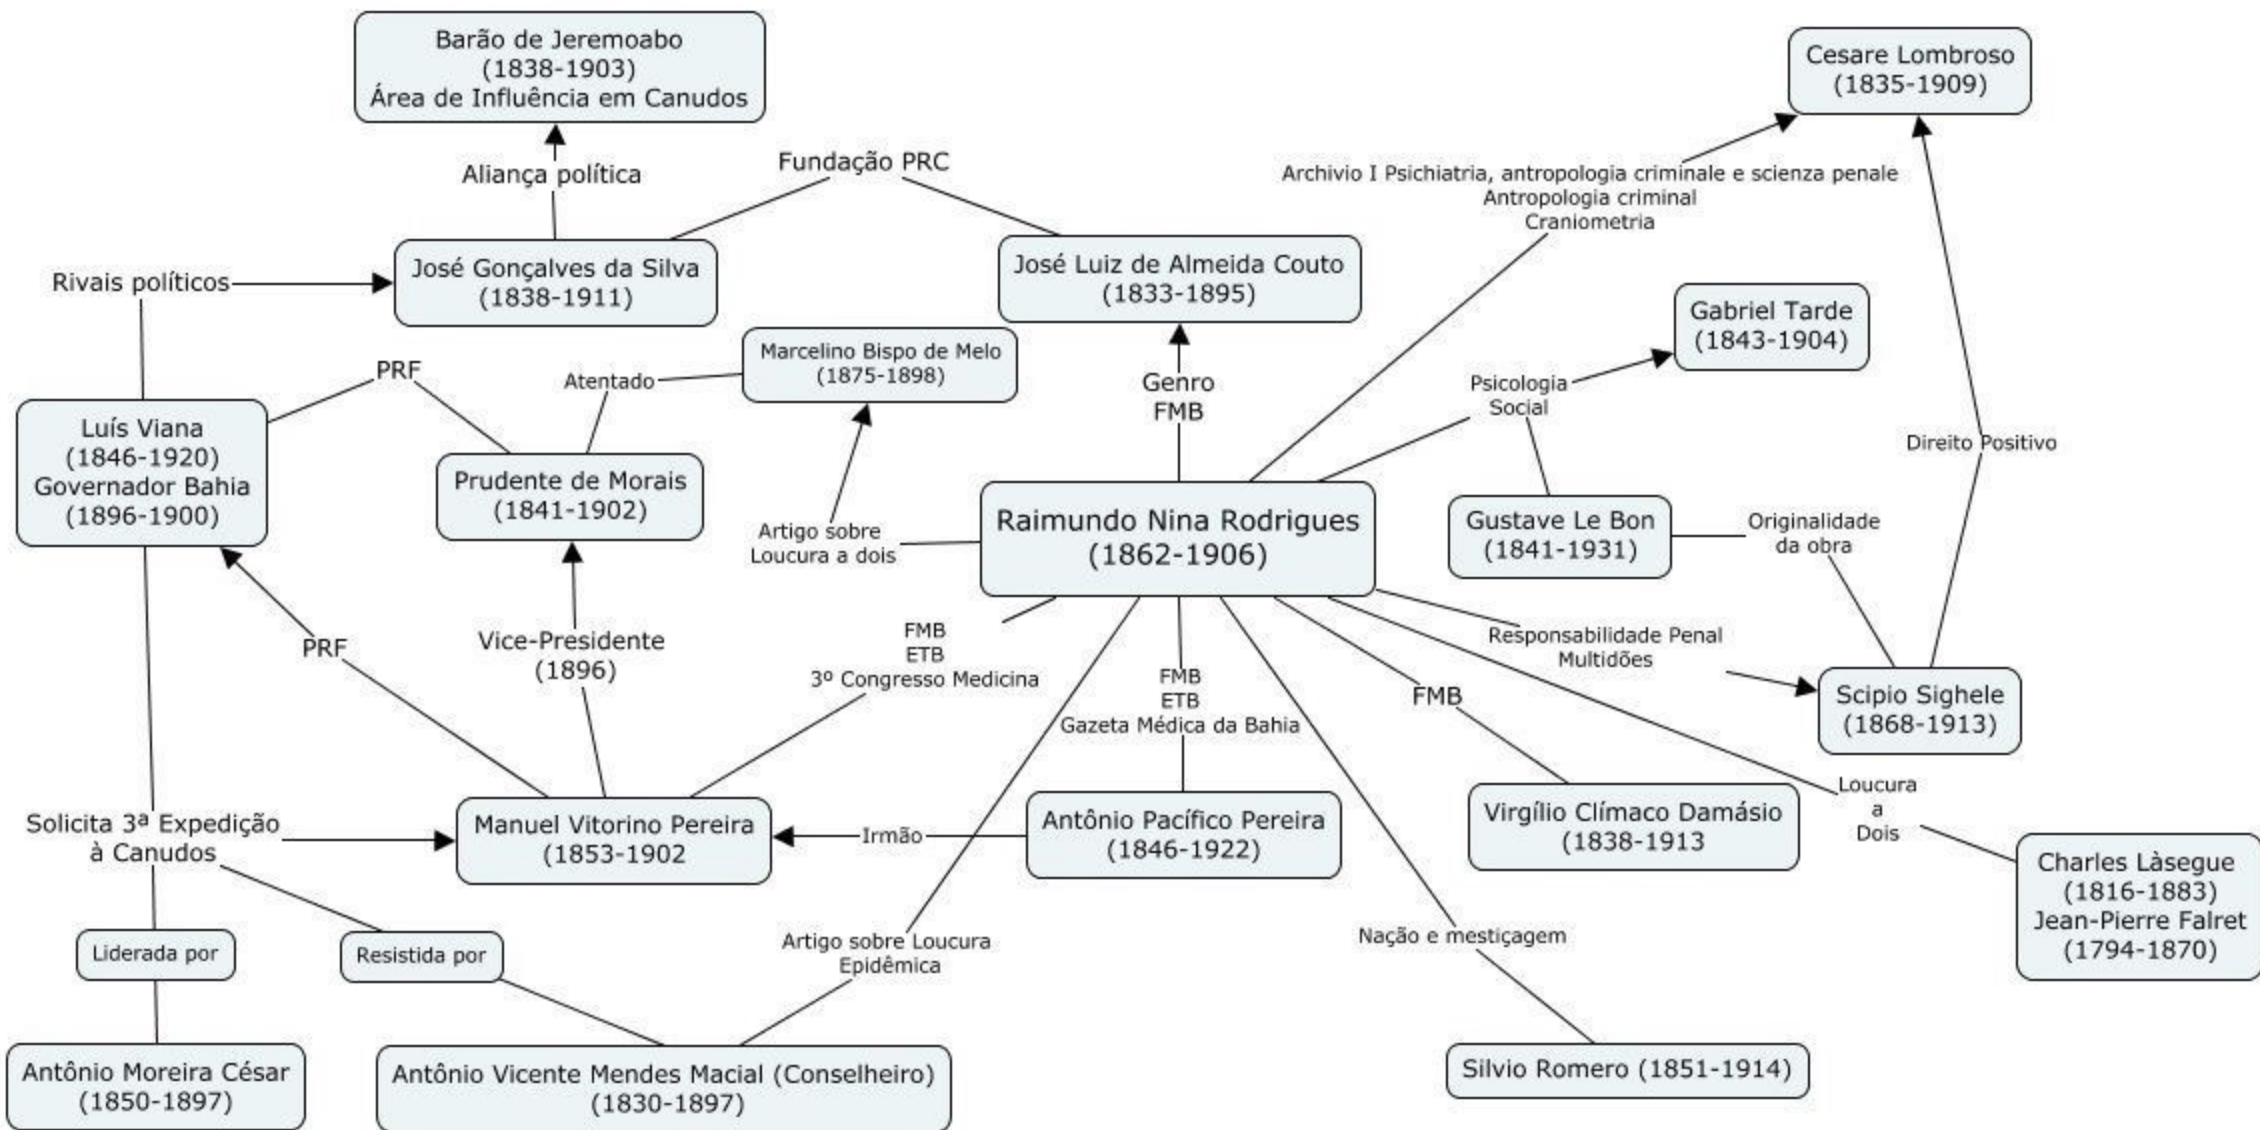 Barão de Jeremoabo
(1838-1903)
Área de Influência em Canudos
Cesare Lombroso
(1835-1909)
Aliança política
Fundação PRC
Archivio I Psichiatria, antropologia criminale e scienza penale
Antropologia criminal
Craniometria
Rivais políticos
José Gonçalves da Silva
(1838-1911)
José Luiz de Almeida Couto
(1833-1895)
Gabriel Tarde
(1843-1904)
PRF
Atentado
Marcelino Bispo de Melo
(1875-1898)
Genro
FMB
Psicologia
Social
Luís Viana
(1846-1920)
Governador Bahia
(1896-1900)
Prudente de Morais
(1841-1902)
Direito Positivo
Artigo sobre
Loucura a dois
Raimundo Nina Rodrigues
(1862-1906)
Gustave Le Bon
(1841-1931)
Originalidade
da obra
PRF
Vice-Presidente
(1896)
FMB
ETB
3º Congresso Medicina
FMB
ETB
Gazeta Médica da Bahia
FMB
Responsabilidade Penal
Multidões
Scipio Sighele
(1868-1913)
Solicita 3ª Expedição
à Canudos
Manuel Vitorino Pereira
(1853-1902
Irmão
Antônio Pacífico Pereira
(1846-1922)
Virgílio Clímaco Damásio
(1838-1913
Loucura
a
Dois
Charles Làsegue
(1816-1883)
Jean-Pierre Falret
(1794-1870)
Liderada por
Resistida por
Artigo sobre Loucura
Epidêmica
Nação e mestiçagem
Antônio Moreira César
(1850-1897)
Antônio Vicente Mendes Macial (Conselheiro)
(1830-1897)
Silvio Romero (1851-1914)